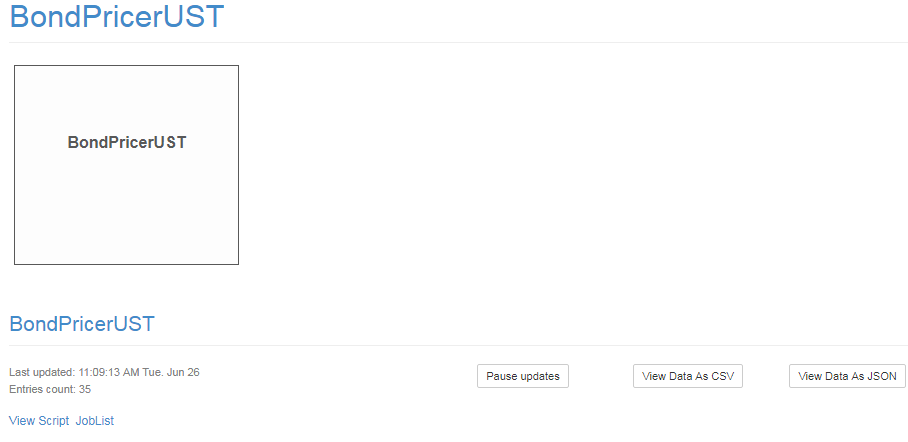 BondPricerUST
BondPricerUST
BondPricerUST
Last updated: 11:09:13 AM Tue. Jun 26
Entries count: 35
Pause updates
View Data As CSV
View Data As JSON
View Script JobList